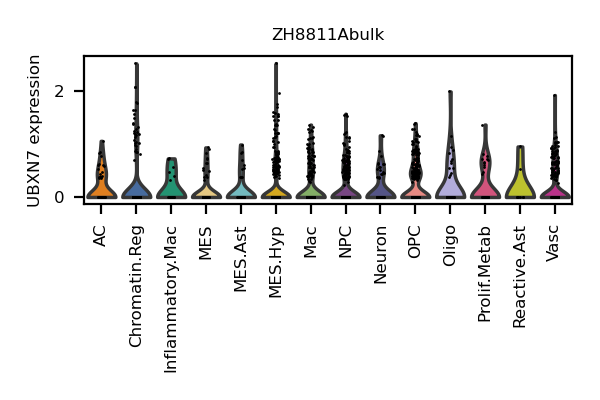 ZH8811Abulk
UBXN7 expression
2
0
AC
Chromatin.Reg
Inflammatory.Mac
MES
MES.Ast
MES.Hyp
Mac
NPC
Neuron
OPC
Oligo
Prolif.Metab
Reactive.Ast
Vasc